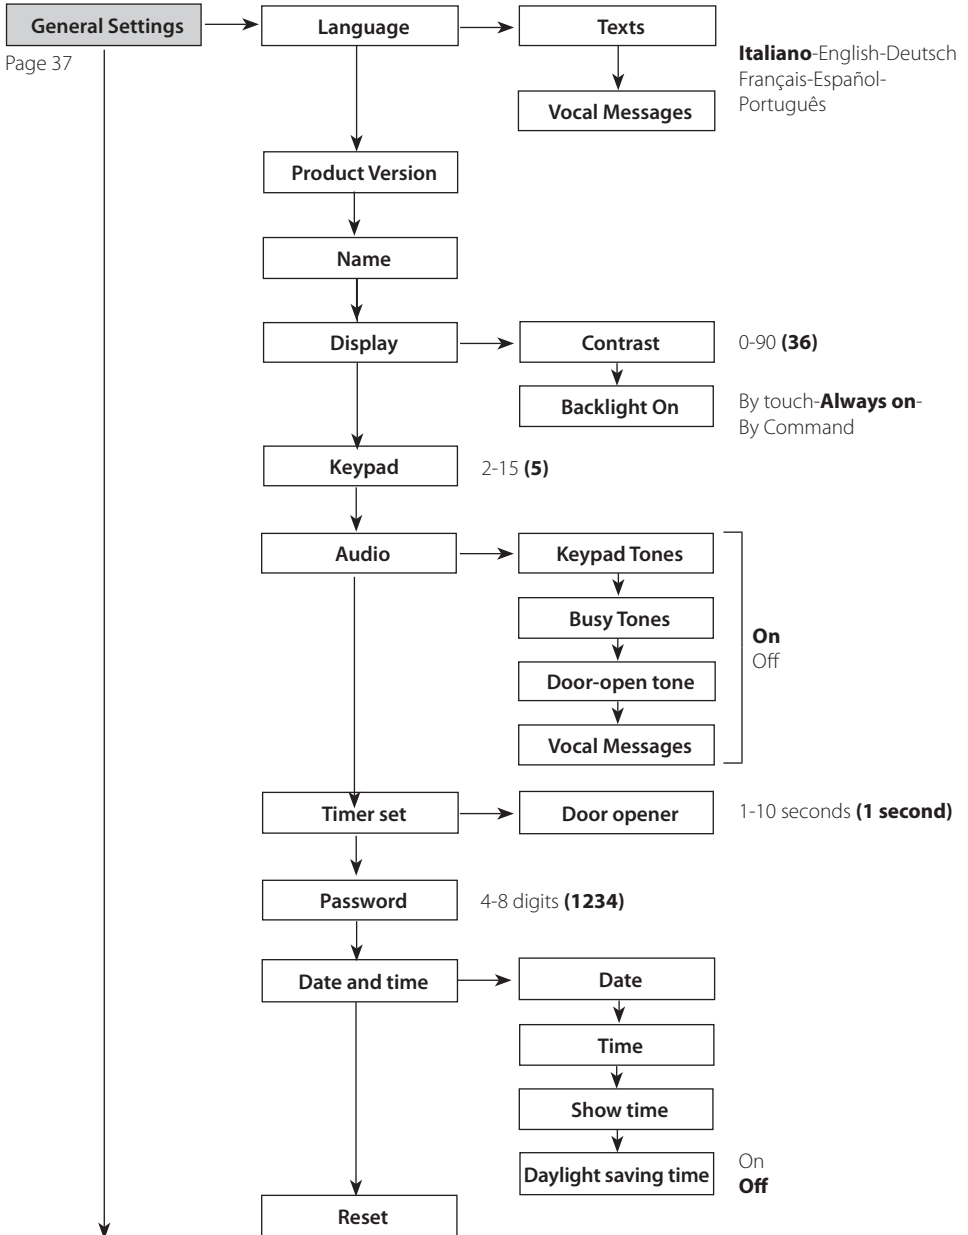 General Settings
Language
Texts
Page 37
Italiano-English-Deutsch
Français-Español-
Português
Vocal Messages
Product Version
Name
Display
Contrast
0-90 (36)
Backlight On
By touch-Always on-
By Command
Keypad
2-15 (5)
Audio
Keypad Tones
Busy Tones
On
Off
Door-open tone
Vocal Messages
Timer set
Door opener
1-10 seconds (1 second)
Password
4-8 digits (1234)
Date and time
Date
Time
Show time
Daylight saving time
On
Off
Reset